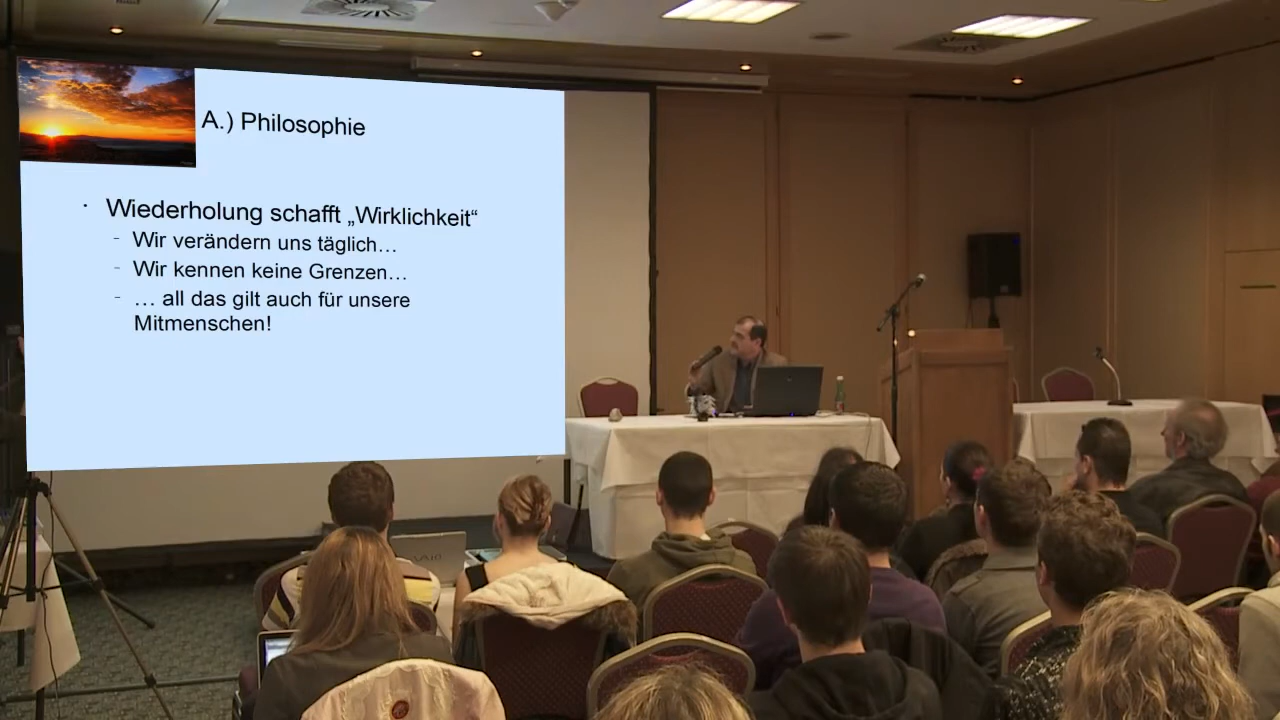 A.) Philosophie
· Wiederholung schafft „Wirklichkeit“
- Wir verändern uns täglich…
- Wir kennen keine Grenzen…
- … all das gilt auch für unsere
Mitmenschen!
VAIO